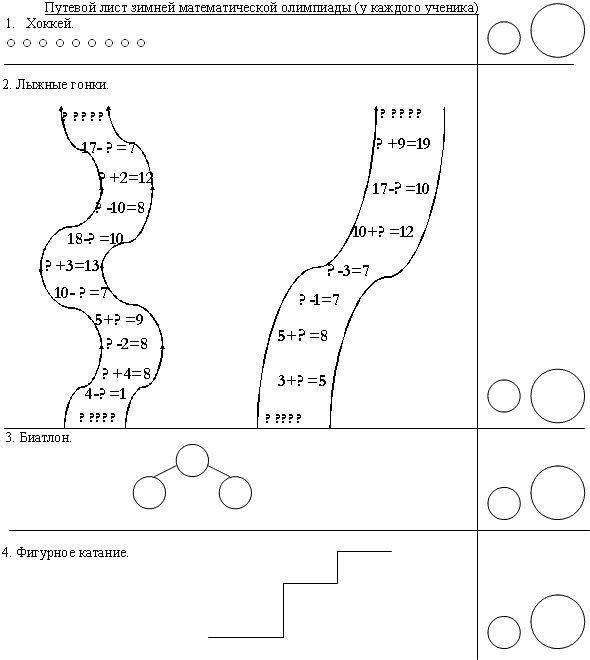 Путевой лист зимней математической олимпиады (у каждого ученика)
1. Хоккей.
2. Лыжные гонки.
? ????
17- ? =7
? +2=12
? -10=8
18-? =10
? +3=13
10- ? =7
5+? =9
? -2=8
? +4=8
4-? =1
? ????
? ????
? +9=19
17-? =10
10+? =12
? -3=7
? -1=7
5+? =8
3+? =5
? ????
3. Биатлон.
4. Фигурное катание.